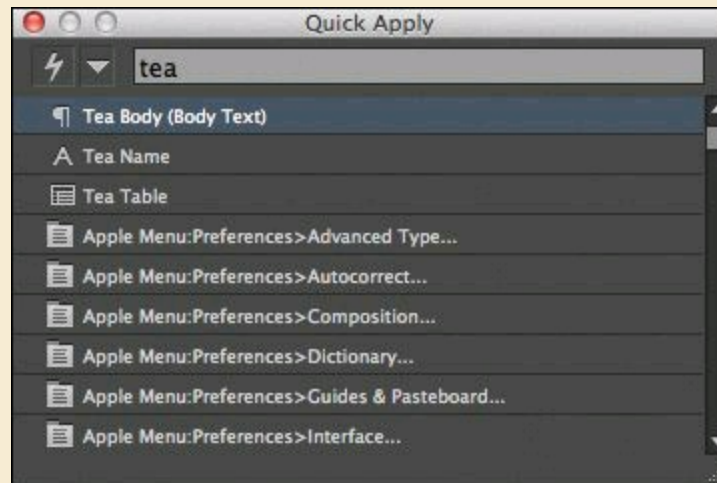 Quick Apply
tea
Tea Body (Body Text)
Tea Name
Tea Table
Apple Menu:Preferences>Advanced Type...
Apple Menu:Preferences>Autocorrect...
Apple Menu:Preferences>Composition...
Apple Menu:Preferences>Dictionary...
Apple Menu:Preferences>Guides & Pasteboard...
Apple Menu:Preferences>Interface...